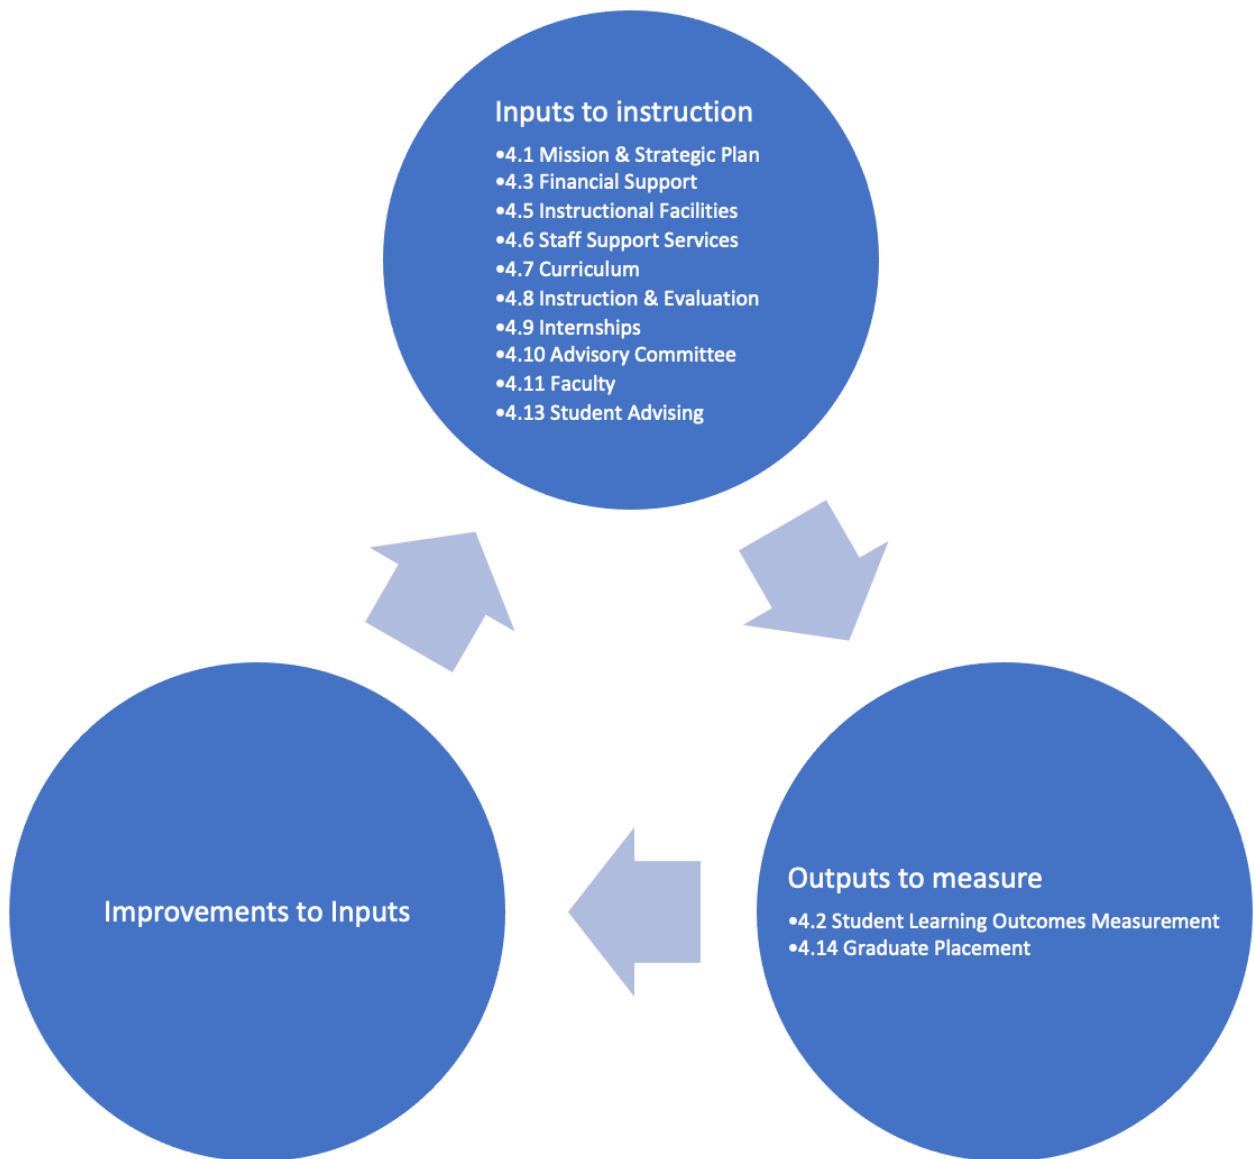 Inputs to instruction
•4.1 Mission & Strategic Plan
•4.3 Financial Support
•4.5 Instructional Facilities
•4.6 Staff Support Services
•4.7 Curriculum
•4.8 Instruction & Evaluation
•4.9 Internships
•4.10 Advisory Committee
•4.11 Faculty
•4.13 Student Advising
Outputs to measure
•4.2 Student Learning Outcomes Measurement
•4.14 Graduate Placement
Improvements to Inputs